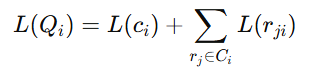 L(Q_i) = L(c_i) + \sum_{r_j \in C_i} L(r_{ji})